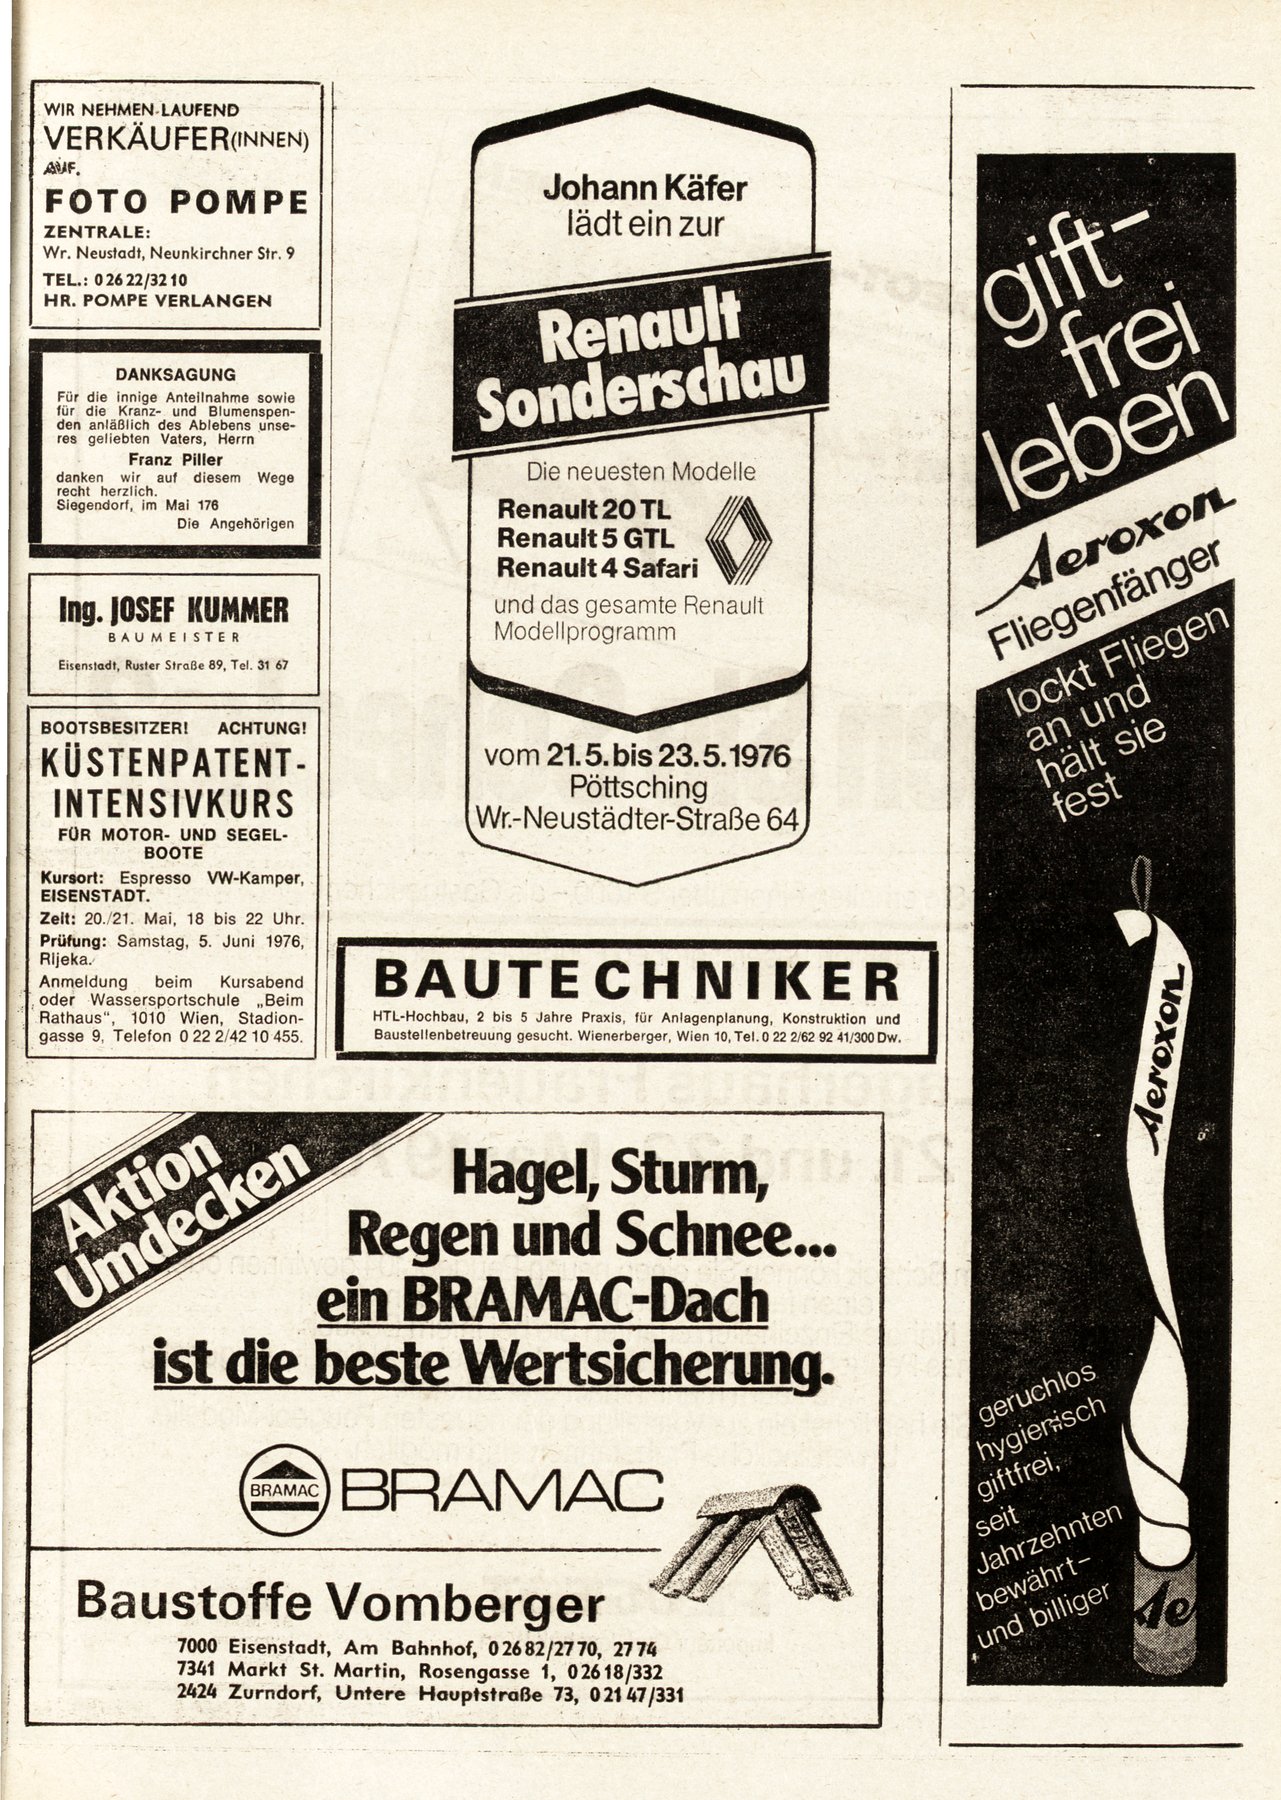 WIR NEHMEN LAUFEND
VERKÄUFER(INNEN)
AUF.
FOTO POMPE
ZENTRALE:
Wr. Neustadt, Neunkirchner Str. 9
TEL.: 0 26 22/32 10
HR. POMPE VERLANGEN
DANKSAGUNG
Für die innige Anteilnahme sowie
für die Kranz- und Blumenspen-
den anläßlich des Ablebens unse-
res geliebten Vaters, Herrn
Franz Piller
danken wir auf diesem Wege
recht herzlich.
Siegendorf, im Mai 176
Die Angehörigen
Ing. JOSEF KUMMER
BAUMEISTER
Eisenstadt, Ruster Straße 89, Tel. 31 67
BOOTSBESITZER! ACHTUNG!
KÜSTENPATENT-
INTENSIVKURS
FÜR MOTOR- UND SEGEL-
BOOTE
Kursort: Espresso VW-Kamper,
EISENSTADT.
Zeit: 20./21. Mai, 18 bis 22 Uhr.
Prüfung: Samstag, 5. Juni 1976,
Rijeka.
Anmeldung beim Kursabend
oder Wassersportschule „Beim
Rathaus“, 1010 Wien, Stadion-
gasse 9, Telefon 0 22 2/42 10 455.
Johann Käfer
lädt ein zur
Renault
Sonderschau
Die neuesten Modelle
Renault 20 TL
Renault 5 GTL
Renault 4 Safari
und das gesamte Renault
Modellprogramm
vom 21. 5. bis 23. 5. 1976
Pöttsching
Wr.-Neustädter-Straße 64
BAUTECHNIKER
HTL-Hochbau, 2 bis 5 Jahre Praxis, für Anlagenplanung, Konstruktion und
Baustellenbetreuung gesucht. Wienerberger, Wien 10, Tel. 0 22 2/62 92 41/300 Dw.
Aktion
Umdecken
Hagel, Sturm,
Regen und Schnee...
ein BRAMAC-Dach
ist die beste Wertsicherung.
BRAMAC
BRAMAC
Baustoffe Vomberger
7000 Eisenstadt, Am Bahnhof, 0 26 82/27 70, 27 74
7341 Markt St. Martin, Rosengasse 1, 0 26 18/332
2424 Zurndorf, Untere Hauptstraße 73, 0 21 47/331
gift-
frei
leben
Aeroxon
Fliegenfänger
lockt Fliegen
an und
hält sie
fest
Aeroxon
geruchlos
hygienisch
giftfrei,
seit
Jahrzehnten
bewährt-
und billiger
Ae